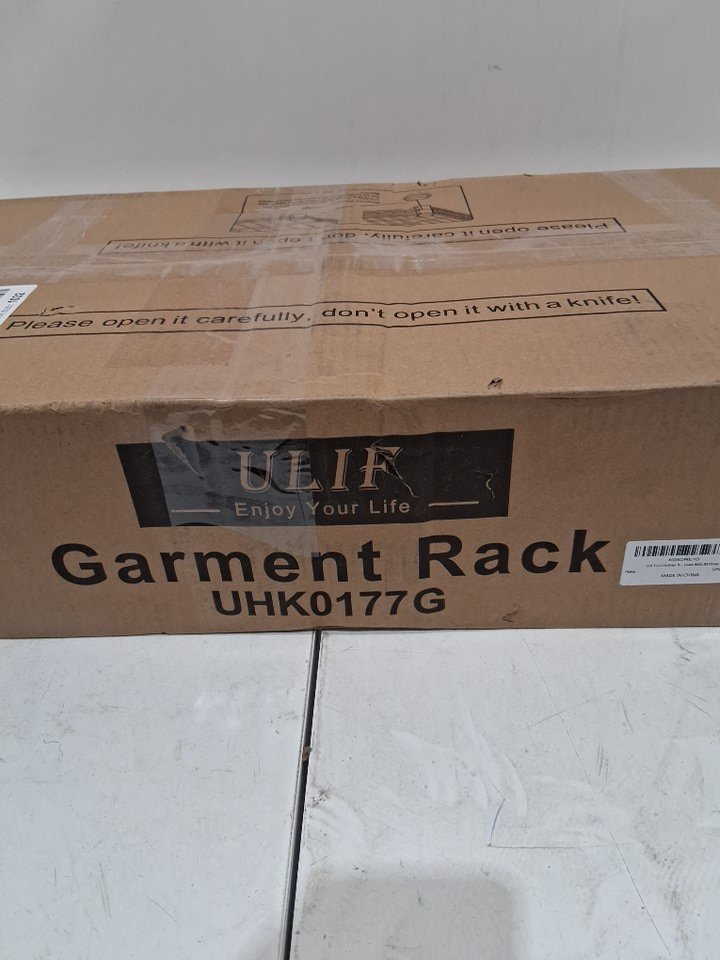 Please open it carefully, don't open it with a knife!
1692
Please open it carefully, don't open it with a knife!
ULIF
Enjoy Your Life
Garment Rack
UHK0177G
MADE IN CHINA